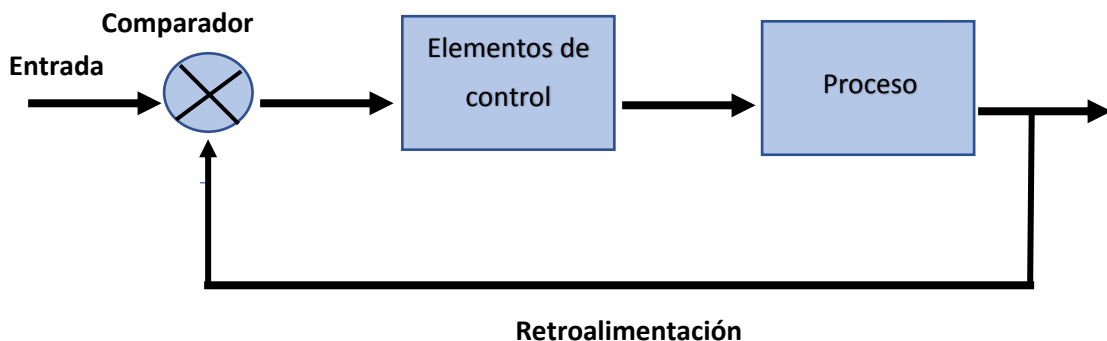 Comparador
Entrada
Elementos de
control
Proceso
Retroalimentación